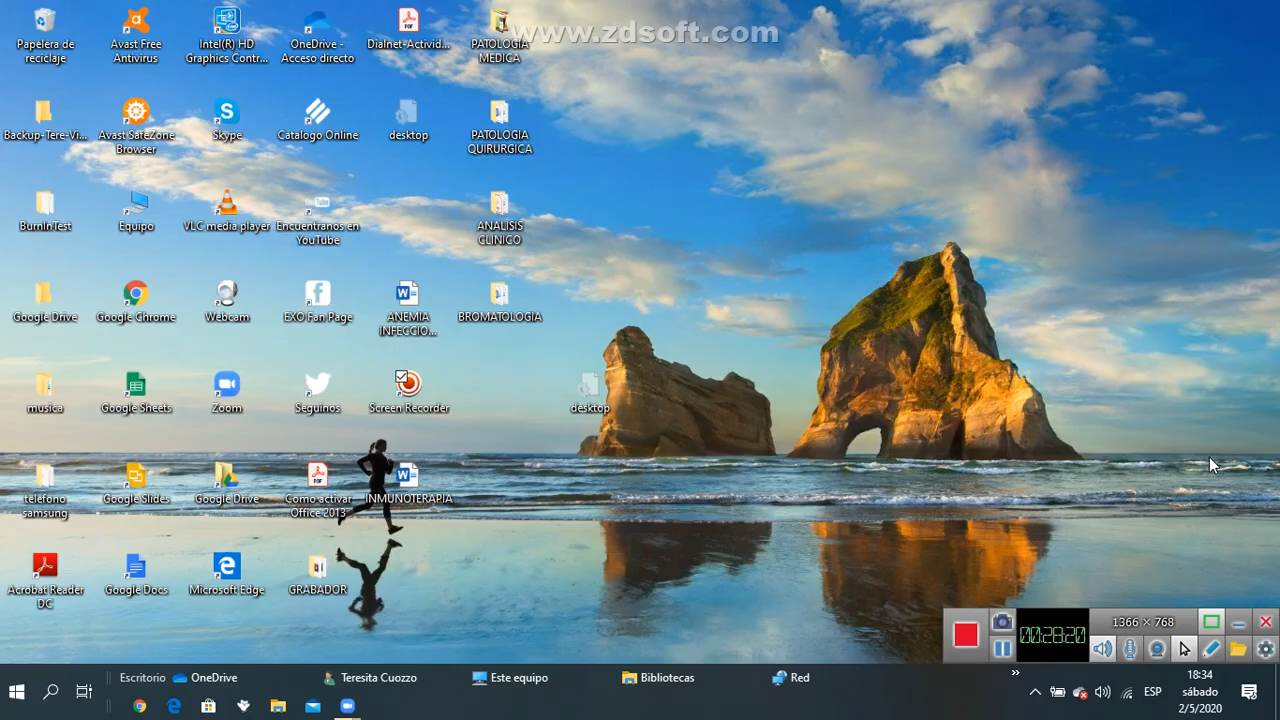 www.zdsoft.com
Papelera de
reciclaje
Avast Free
Antivirus
Intel(R) HD
Graphics Contr...
OneDrive -
Acceso directo
Dialnet-Activid...
PATOLOGIA
MEDICA
Backup-Tere-Vi...
Avast SafeZone
Browser
Skype
Catalogo Online
desktop
PATOLOGIA
QUIRURGICA
BurnInTest
Equipo
VLC media player
Encuentranos en
YouTube
ANALISIS
CLINICO
Google Drive
Google Chrome
Webcam
EXO Fan Page
ANEMIA
INFECCIO...
BROMATOLOGIA
musica
Google Sheets
Zoom
Seguinos
Screen Recorder
desktop
telefono
samsung
Google Slides
Google Drive
Como activar
Office 2013
INMUNOTERAPIA
Acrobat Reader
DC
Google Docs
Microsoft Edge
GRABADOR
00:28:20
1366 × 768
Escritorio
OneDrive
Teresita Cuozzo
Este equipo
Bibliotecas
Red
»
ESP
18:34
sábado
2/5/2020